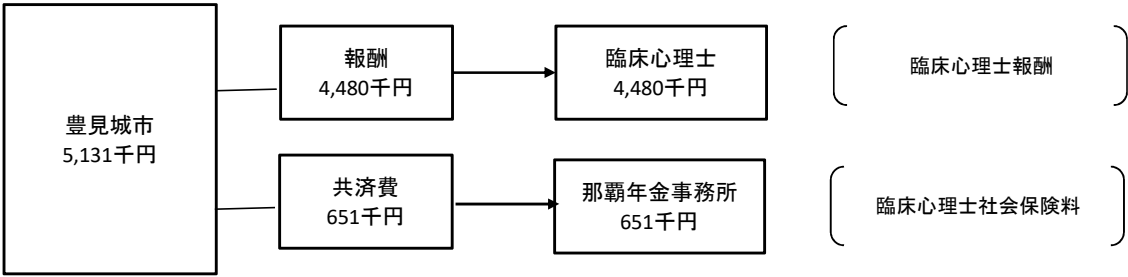 豊見城市
5,131千円
報酬
4,480千円
臨床心理士
4,480千円
臨床心理士報酬
共済費
651千円
那覇年金事務所
651千円
臨床心理士社会保険料